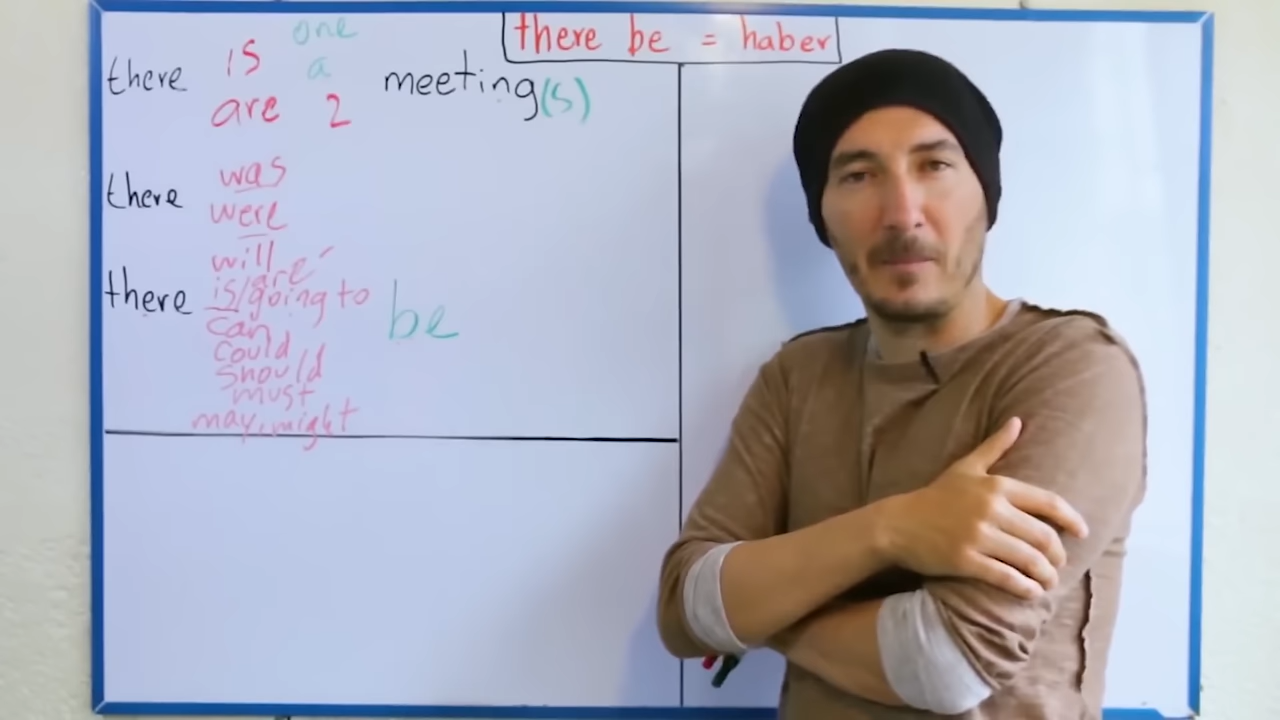 there be = haber
one
there is a meeting(s)
are 2
there was
were
will
there is/are going to be
can
could
should
must
may, might